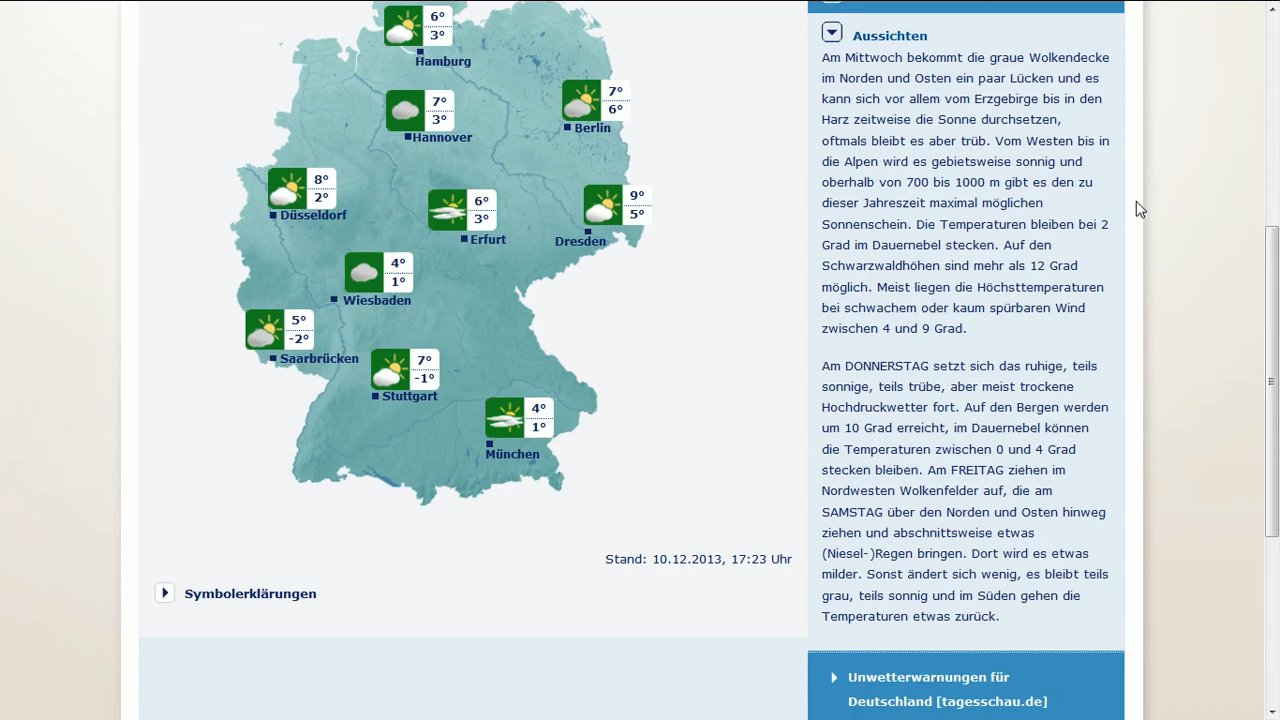 6°
3°
Hamburg
7°
6°
Berlin
7°
3°
Hannover
8°
2°
Düsseldorf
6°
3°
Erfurt
9°
5°
Dresden
4°
1°
Wiesbaden
5°
-2°
Saarbrücken
7°
-1°
Stuttgart
4°
1°
München
Stand: 10.12.2013, 17:23 Uhr
Symbolerklärungen
Aussichten
Am Mittwoch bekommt die graue Wolkendecke
im Norden und Osten ein paar Lücken und es
kann sich vor allem vom Erzgebirge bis in den
Harz zeitweise die Sonne durchsetzen,
oftmals bleibt es aber trüb. Vom Westen bis in
die Alpen wird es gebietsweise sonnig und
oberhalb von 700 bis 1000 m gibt es den zu
dieser Jahreszeit maximal möglichen
Sonnenschein. Die Temperaturen bleiben bei 2
Grad im Dauernebel stecken. Auf den
Schwarzwaldhöhen sind mehr als 12 Grad
möglich. Meist liegen die Höchsttemperaturen
bei schwachem oder kaum spürbaren Wind
zwischen 4 und 9 Grad.
Am DONNERSTAG setzt sich das ruhige, teils
sonnige, teils trübe, aber meist trockene
Hochdruckwetter fort. Auf den Bergen werden
um 10 Grad erreicht, im Dauernebel können
die Temperaturen zwischen 0 und 4 Grad
stecken bleiben. Am FREITAG ziehen im
Nordwesten Wolkenfelder auf, die am
SAMSTAG über den Norden und Osten hinweg
ziehen und abschnittsweise etwas
(Niesel-)Regen bringen. Dort wird es etwas
milder. Sonst ändert sich wenig, es bleibt teils
grau, teils sonnig und im Süden gehen die
Temperaturen etwas zurück.
Unwetterwarnungen für
Deutschland [tagesschau.de]